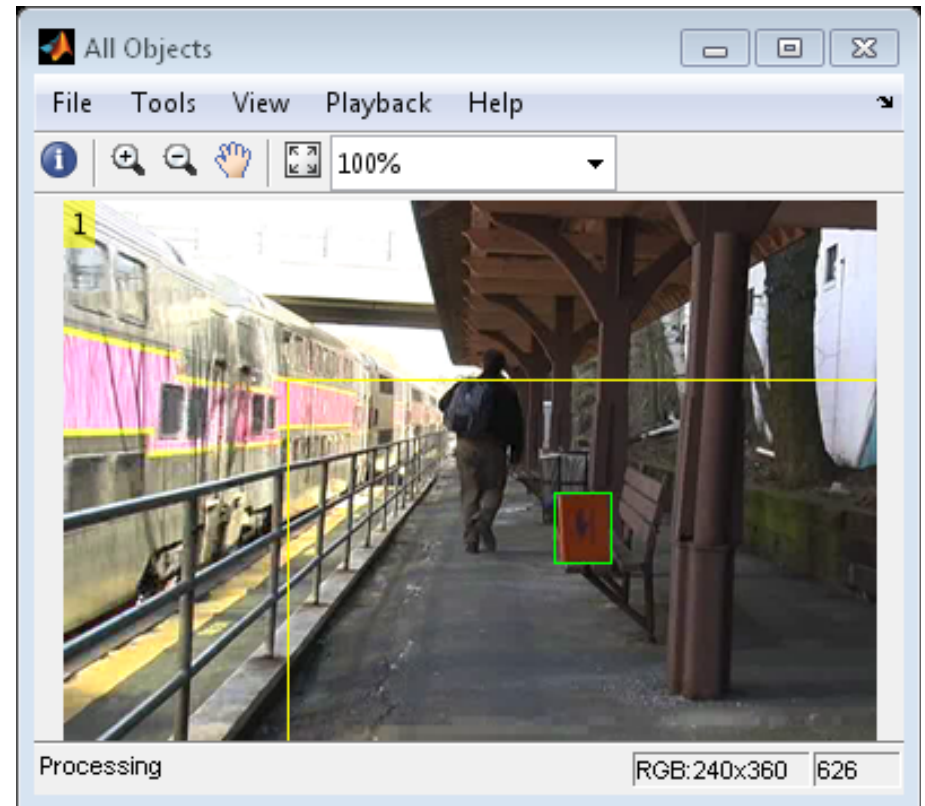 All Objects
File Tools View Playback Help
100%
1
Processing RGB:240x360 626